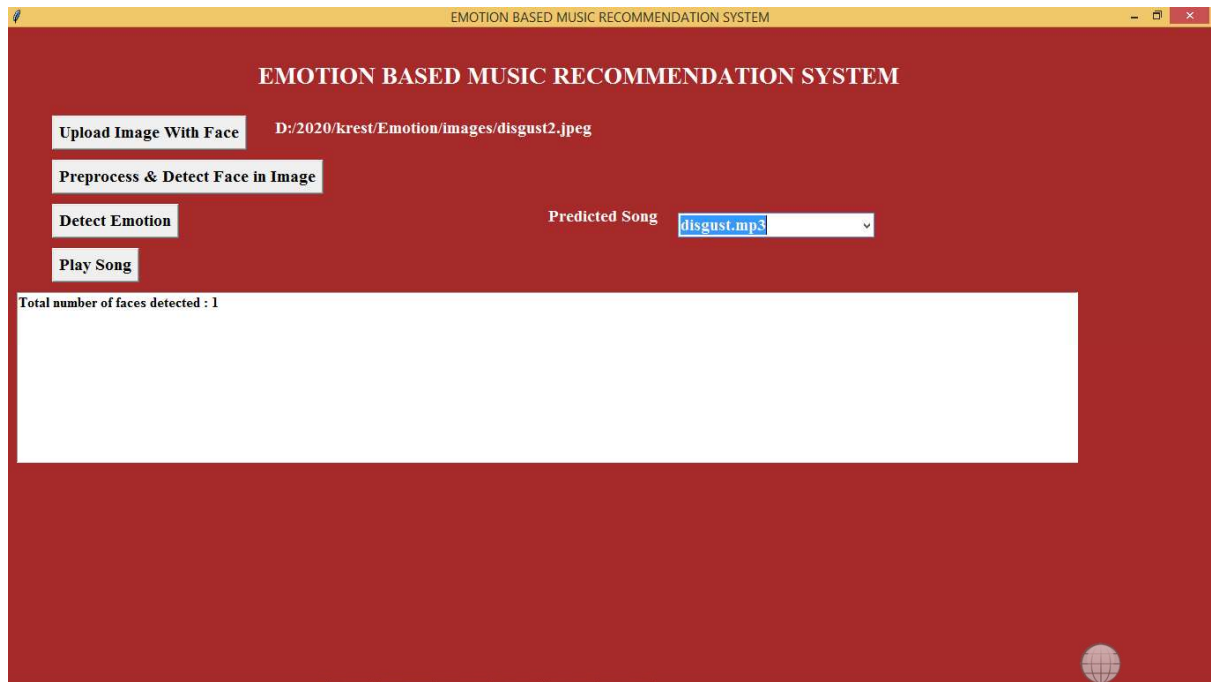 EMOTION BASED MUSIC RECOMMENDATION SYSTEM
EMOTION BASED MUSIC RECOMMENDATION SYSTEM
Upload Image With Face
D:/2020/krest/Emotion/images/disgust2.jpeg
Preprocess & Detect Face in Image
Detect Emotion
Predicted Song
disgust.mp3
Play Song
Total number of faces detected : 1